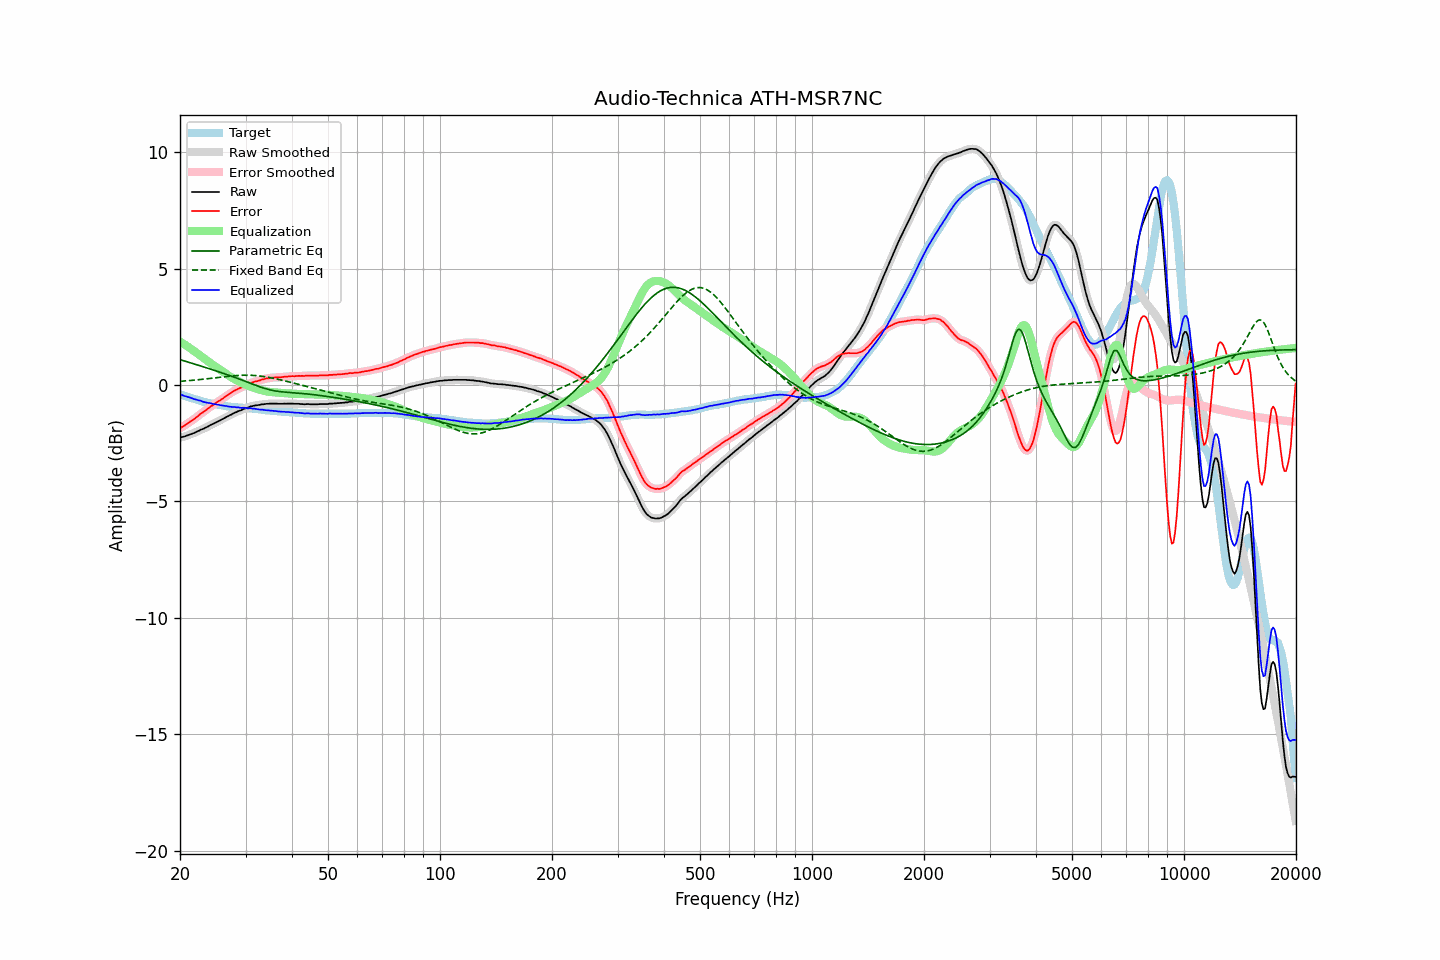 Audio-Technica ATH-MSR7NC
Target
Raw Smoothed
Error Smoothed
Raw
Error
Equalization
Parametric Eq
Fixed Band Eq
Equalized
10
5
0
−5
−10
−15
−20
Amplitude (dBr)
20
50
100
200
500
1000
2000
5000
10000
20000
Frequency (Hz)